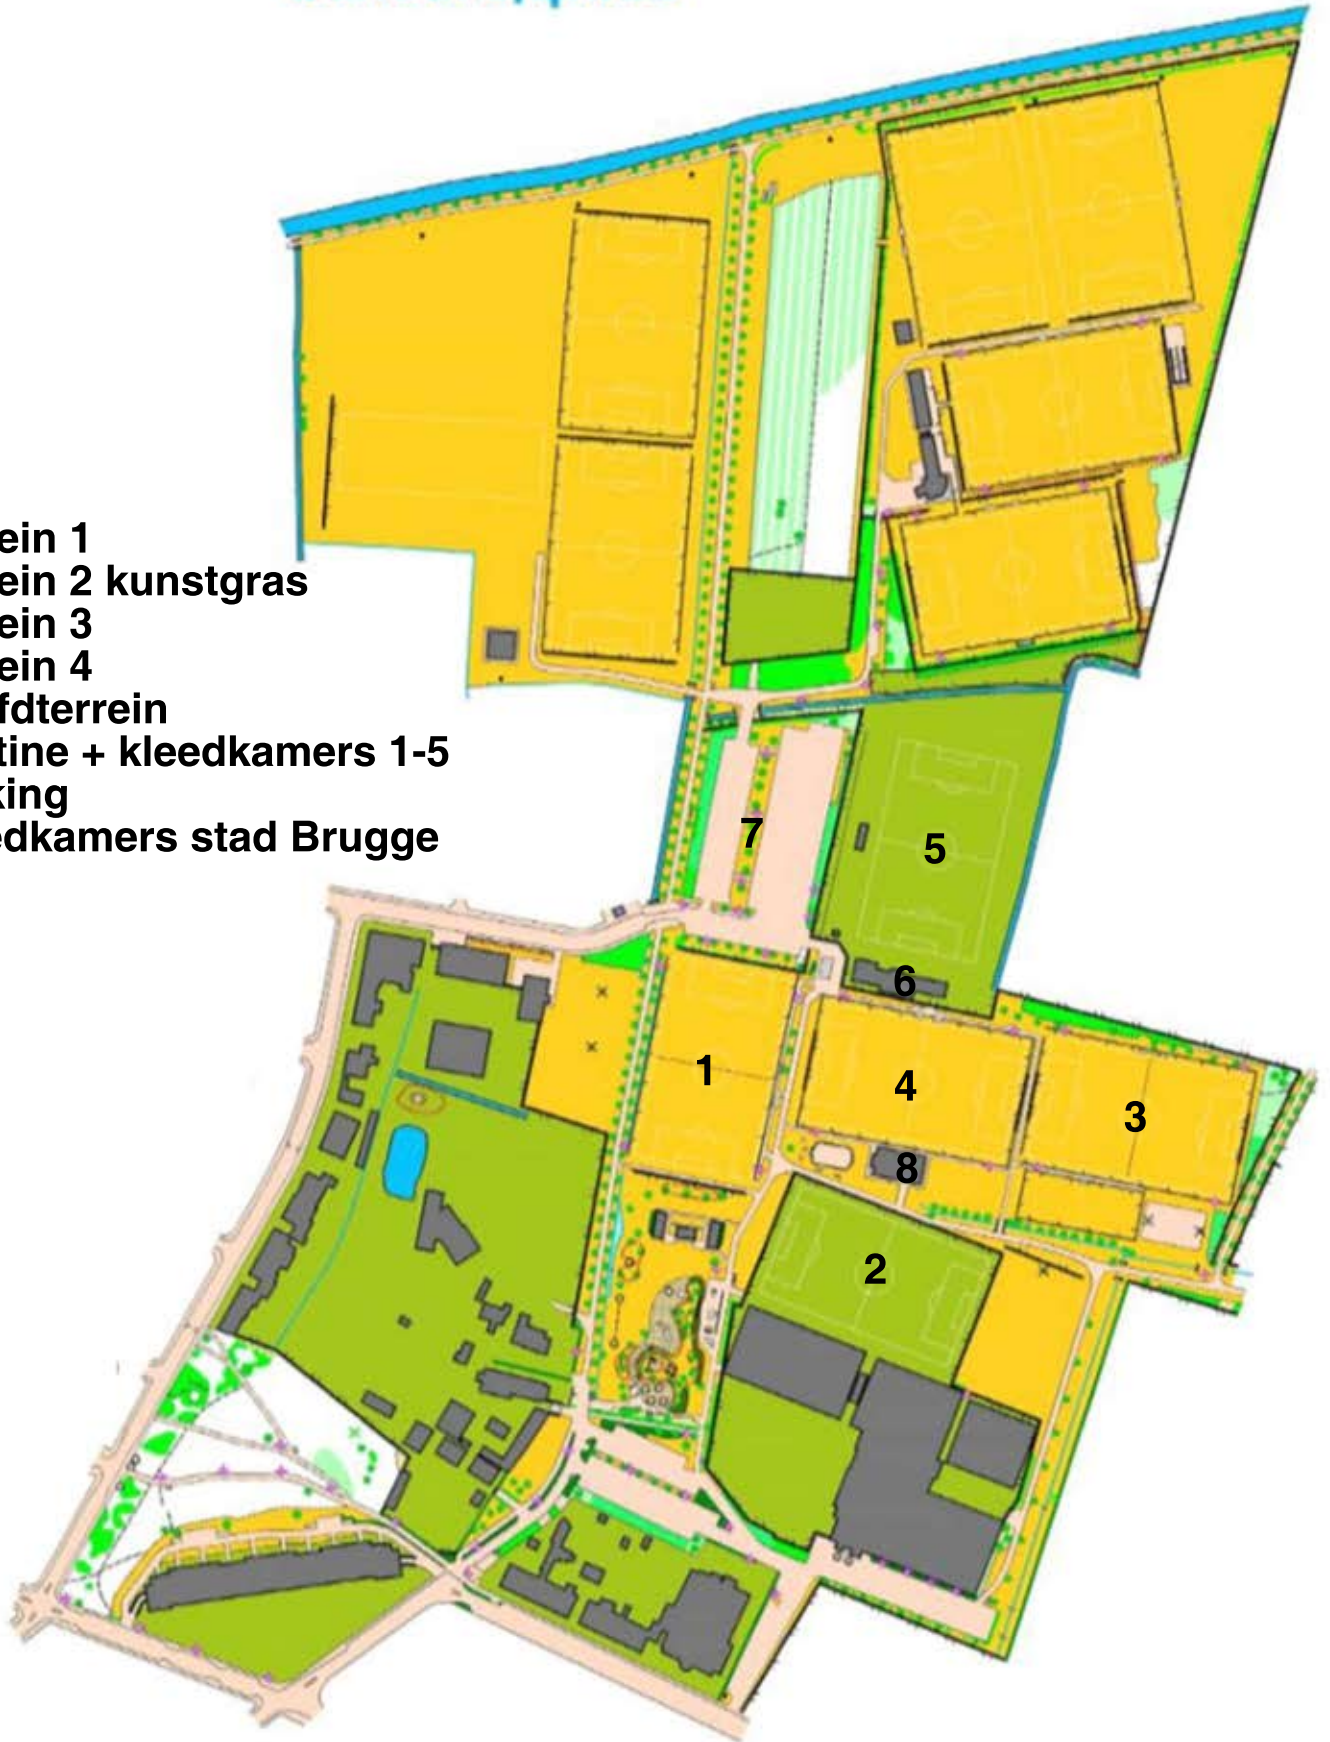 ein 1
ein 2 kunstgras
ein 3
ein 4
fdterrein
tine + kleedkamers 1-5
king
edkamers stad Brugge
7
5
6
1
4
3
8
2